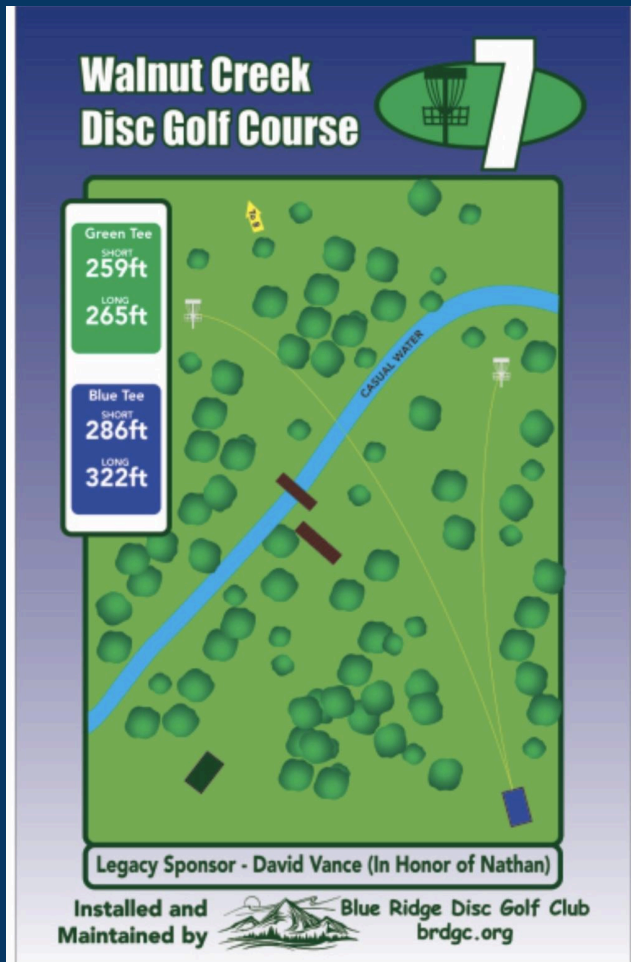 Walnut Creek
Disc Golf Course
7
To 8
Green Tee
SHORT
259ft
LONG
265ft
Blue Tee
SHORT
286ft
LONG
322ft
CASUAL WATER
Legacy Sponsor - David Vance (In Honor of Nathan)
Installed and
Maintained by
Blue Ridge Disc Golf Club
brdgc.org